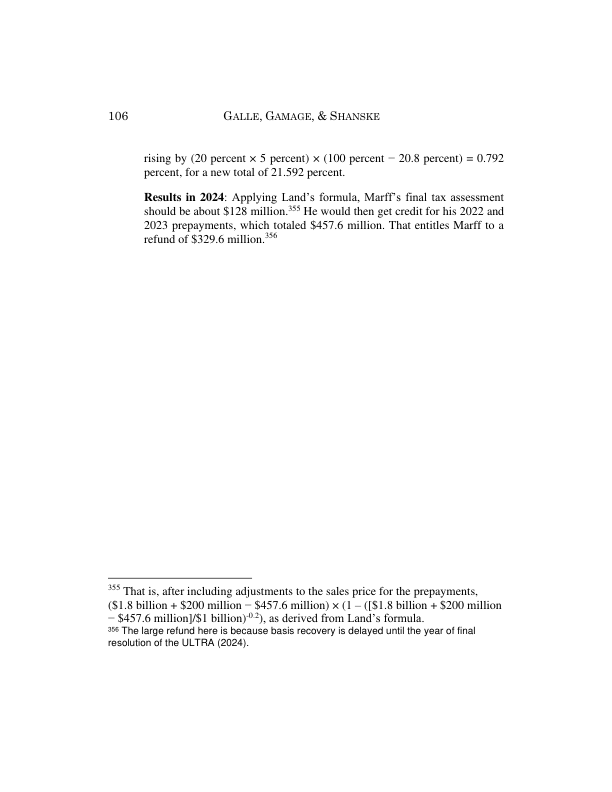 106 GALLE, GAMAGE, & SHANSKE
rising by (20 percent × 5 percent) × (100 percent − 20.8 percent) = 0.792
percent, for a new total of 21.592 percent.
Results in 2024: Applying Land's formula, Marff's final tax assessment
should be about $128 million.355 He would then get credit for his 2022 and
2023 prepayments, which totaled $457.6 million. That entitles Marff to a
refund of $329.6 million.356
355 That is, after including adjustments to the sales price for the prepayments,
($1.8 billion + $200 million − $457.6 million) × (1 – ([$1.8 billion + $200 million
− $457.6 million]/$1 billion)-0.2), as derived from Land's formula.
356 The large refund here is because basis recovery is delayed until the year of final
resolution of the ULTRA (2024).